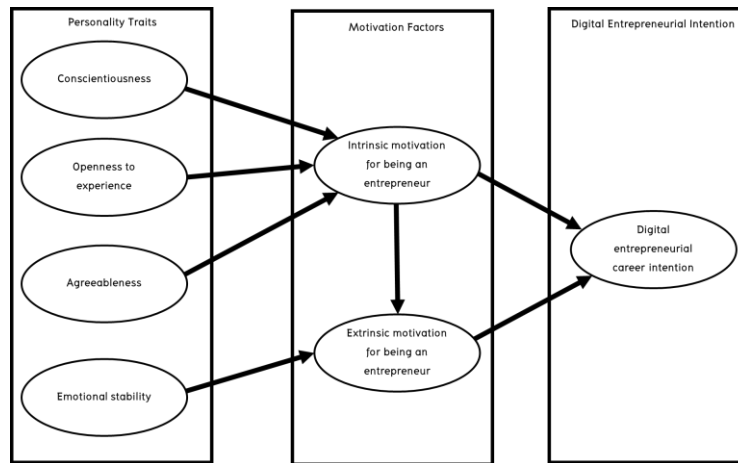 Personality Traits
Motivation Factors
Digital Entrepreneurial Intention
Conscientiousness
Openness to
experience
Agreeableness
Emotional stability
Intrinsic motivation
for being an
entrepreneur
Extrinsic motivation
for being an
entrepreneur
Digital
entrepreneurial
career intention